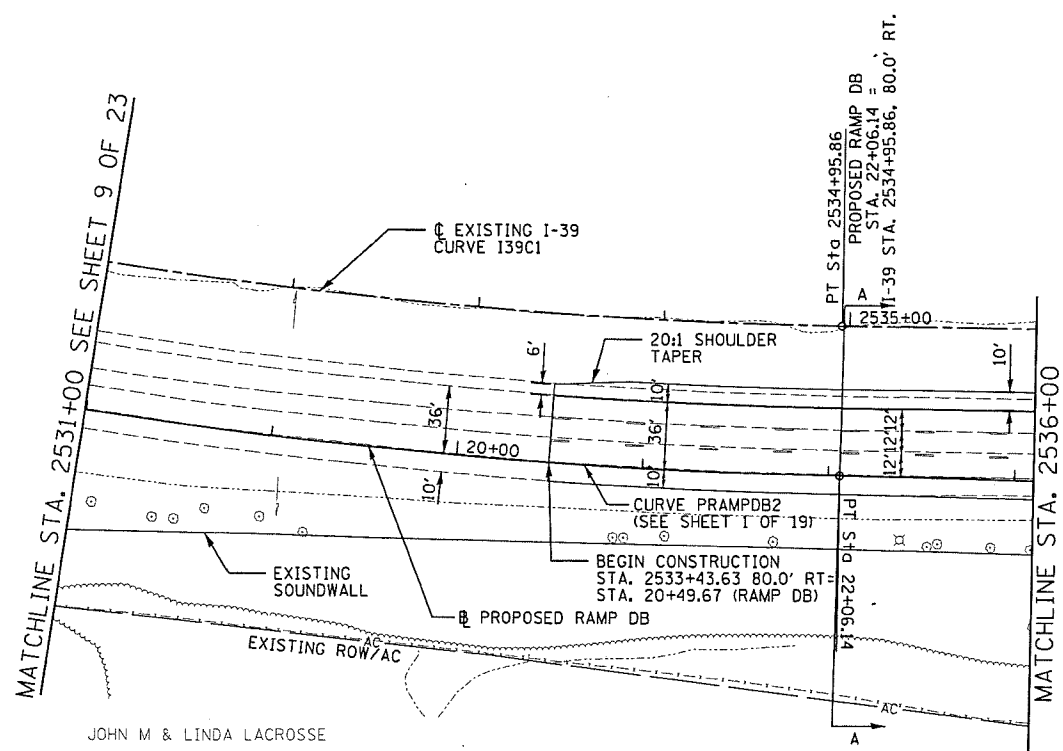 MATCHLINE STA. 2531+00 SEE SHEET 9 OF 23
℄ EXISTING I-39
CURVE I39C1
PT Sta 2534+95.86
PROPOSED RAMP DB
STA. 22+06.14 =
I-39 STA. 2534+95.86, 80.0' RT.
A
2535+00
20:1 SHOULDER
TAPER
6'
10'
10'
36'
36'
12'12'12'
20+00
10'
10'
CURVE PRAMPDB2
(SEE SHEET 1 OF 19)
BEGIN CONSTRUCTION
STA. 2533+43.63 80.0' RT=
STA. 20+49.67 (RAMP DB)
PT Sta 22+06.14
EXISTING
SOUNDWALL
B PROPOSED RAMP DB
AC
EXISTING ROW/AC
AC
A
JOHN M & LINDA LACROSSE
MATCHLINE STA. 2536+00